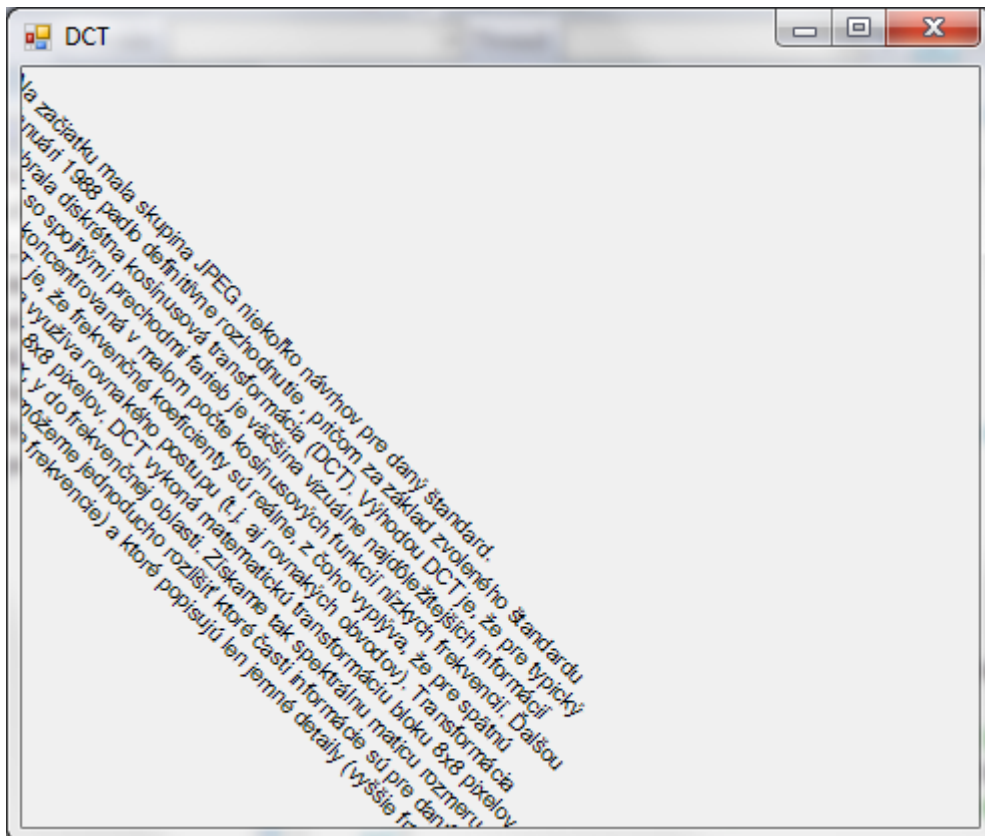 DCT
Na začiatku mala skupina JPEG niekoľko návrhov pre daný štandard.
anuári 1988 padlo definitívne rozhodnutie , pričom za základ zvoleného štandardu
brala diskrétna kosínusová transformácia (DCT). Výhodou DCT je, že pre typický
so spojitými prechodmi farieb je väčšina vizuálne najdôležitejších informácií
koncentrovaná v malom počte kosínusových funkcií nízkych frekvencií. Ďalšou
je, že frekvenčné koeficienty sú reálne, z čoho vyplýva, že pre spätnú
využíva rovnakého postupu (t.j. aj rovnakých obvodov). Transformácia
8x8 pixelov. DCT vykoná matematickú transformáciu bloku 8x8 pixelov
, y do frekvenčnej oblasti. Získame tak spektrálnu maticu rozmeru
môžeme jednoducho rozlíšiť ktoré časti informácie sú pre
frekvencie) a ktoré popisujú len jemné detaily (vyššie